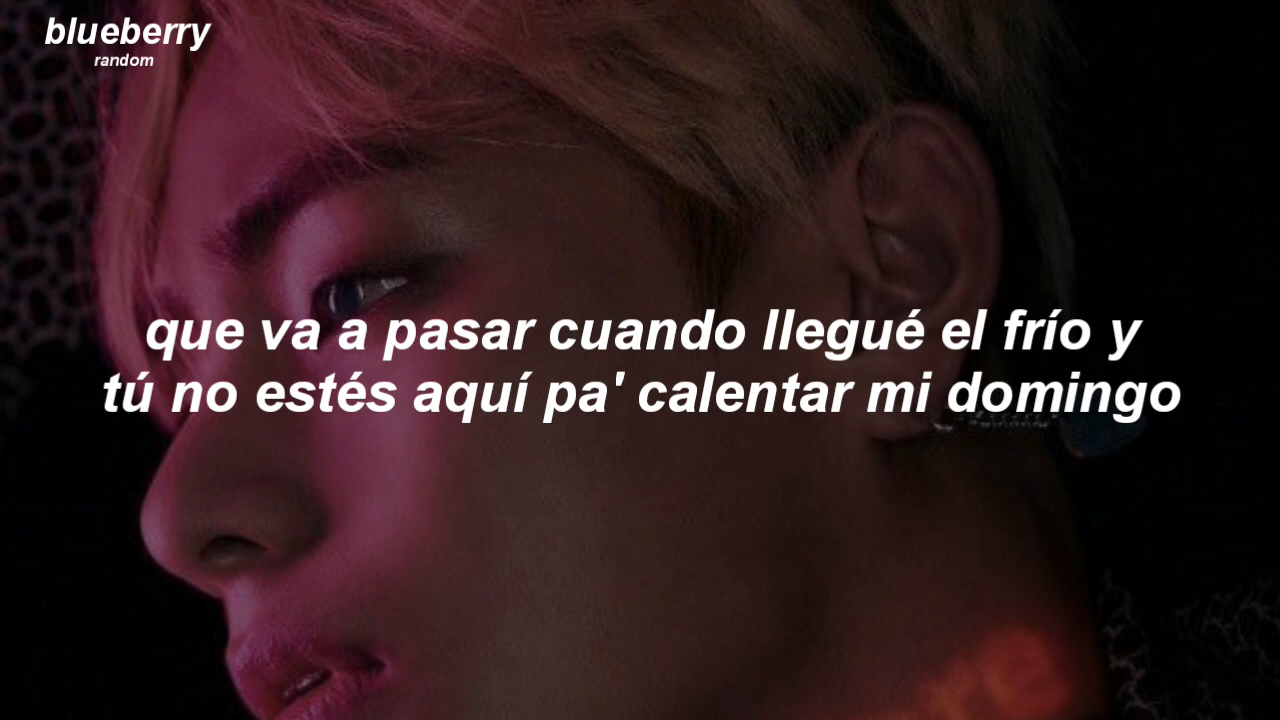 blueberry
random
que va a pasar cuando llegué el frío y
tú no estés aquí pa' calentar mi domingo